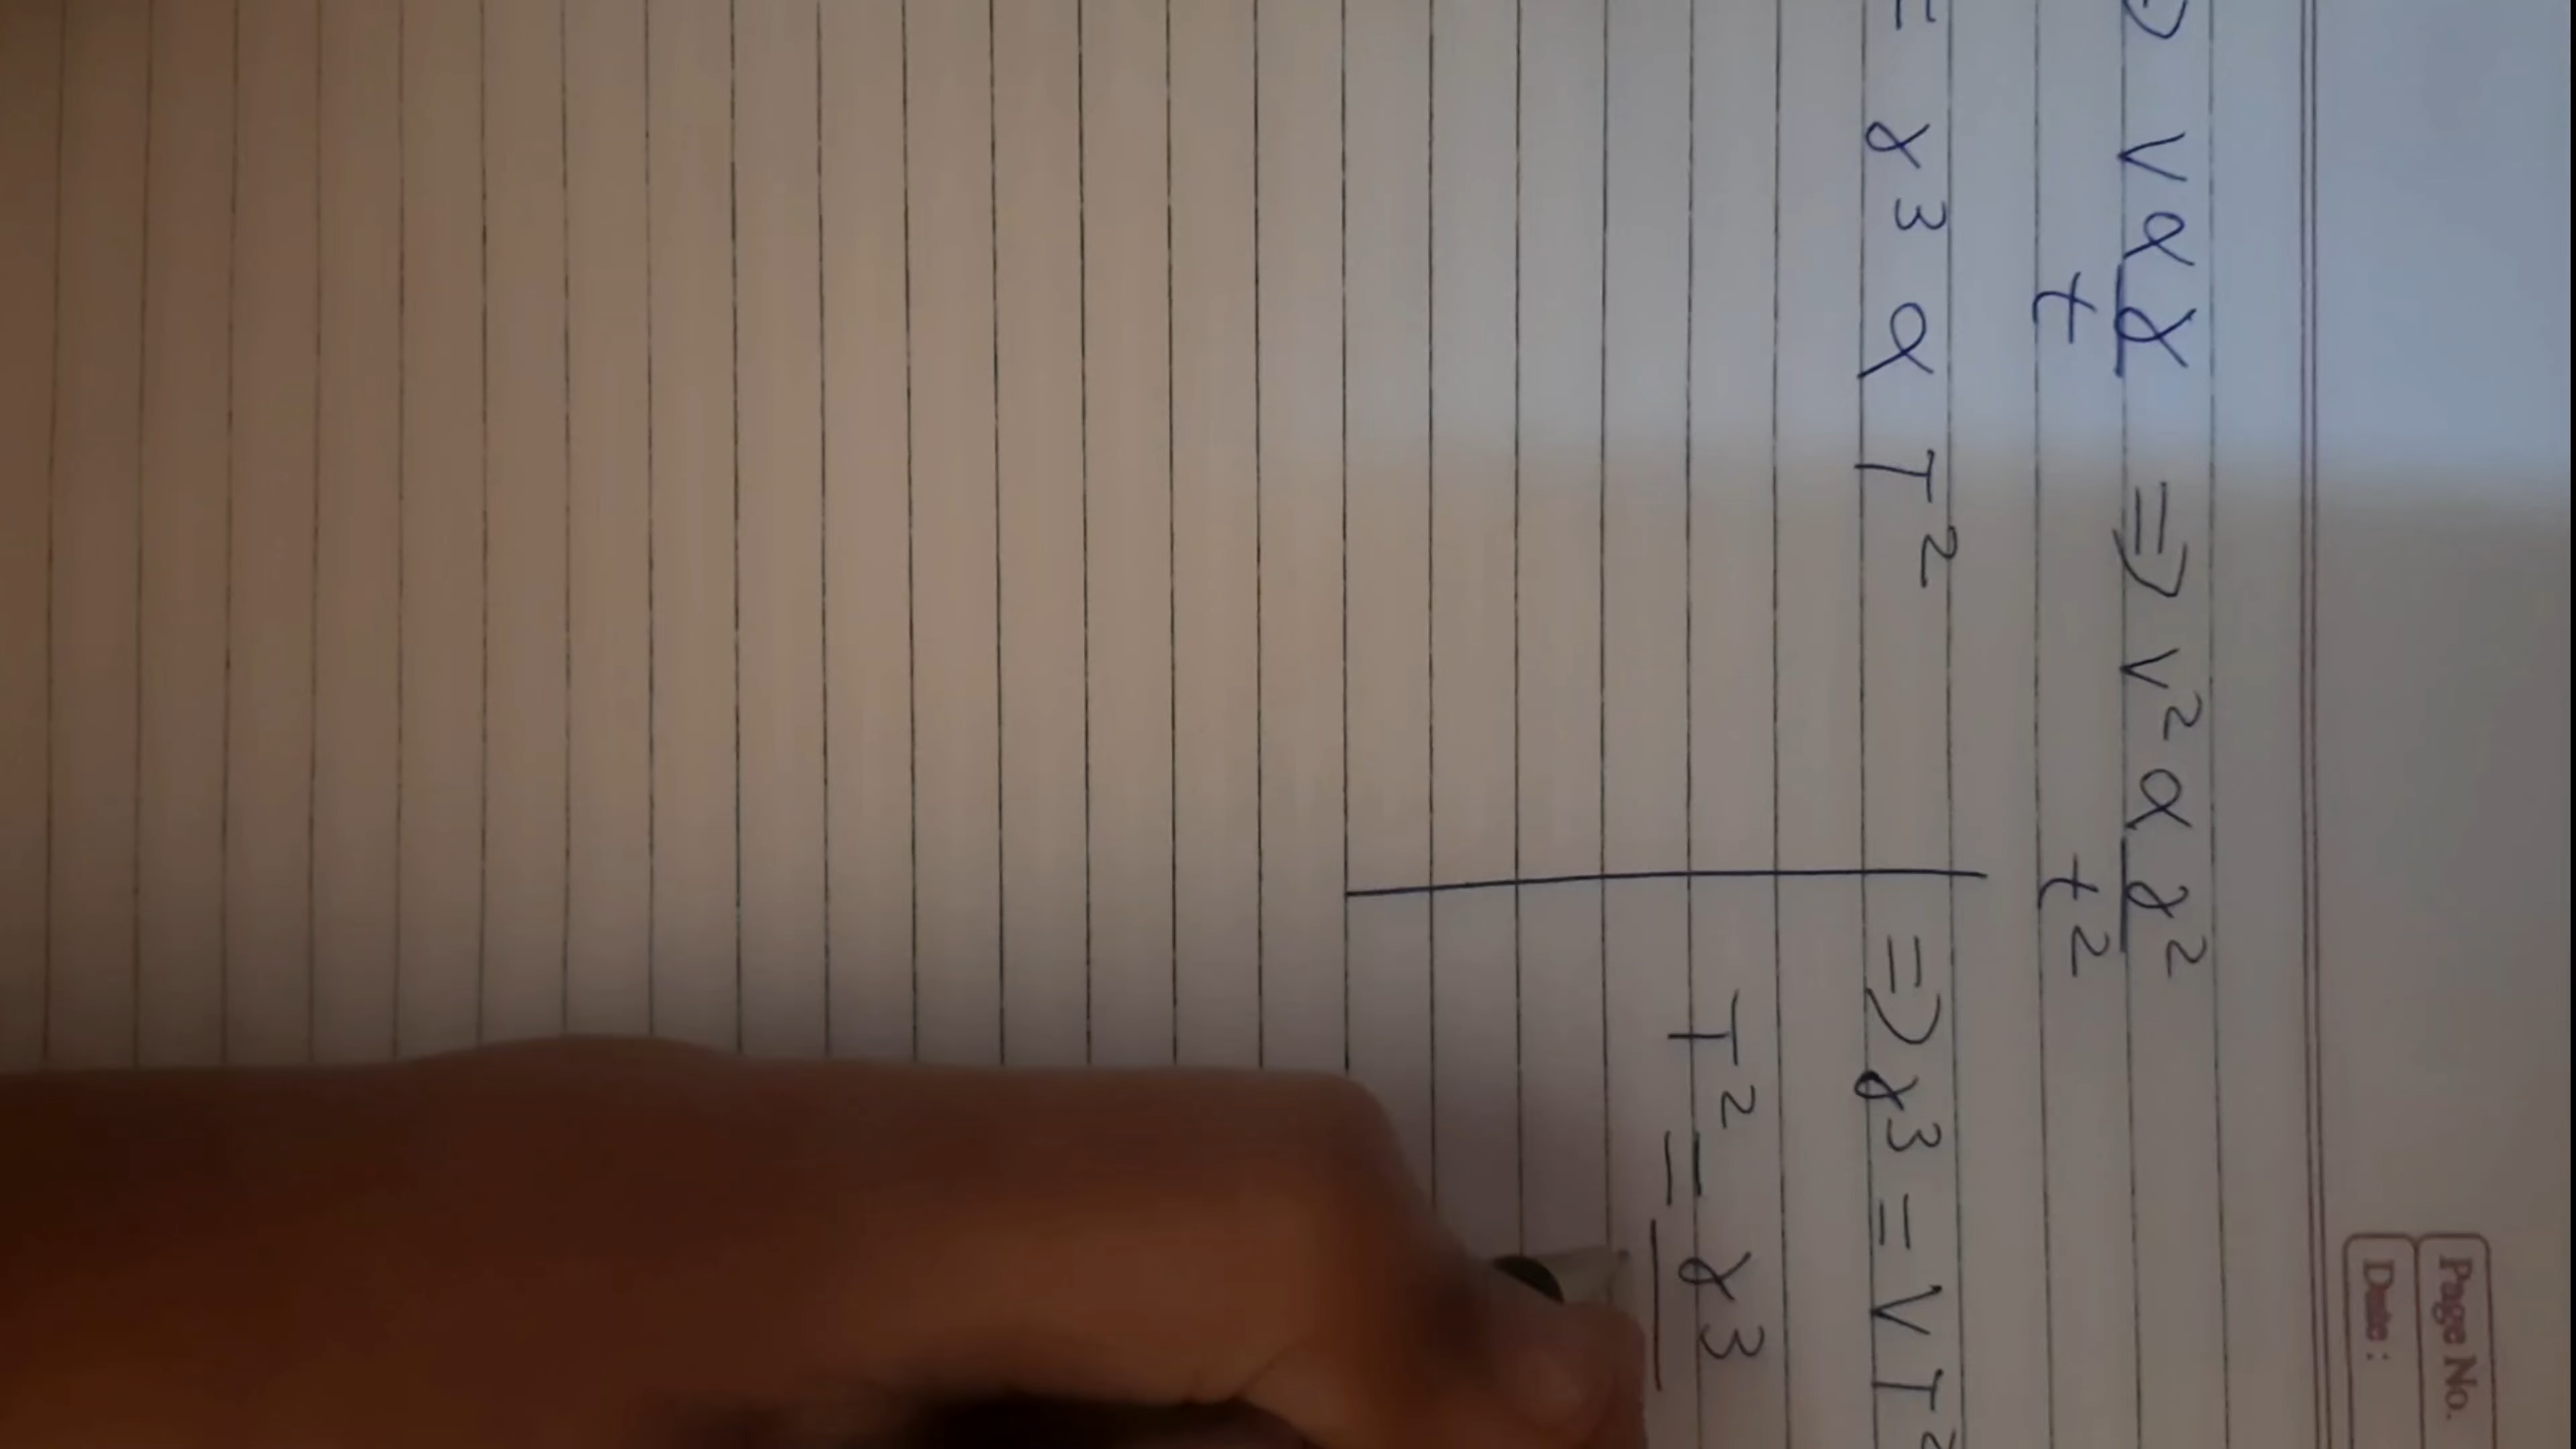 Page No.
Date :
⇒ v α r/t ⇒ v² α r²/t²
= r³ α T² ⇒ r³ = VT²
T² = r³